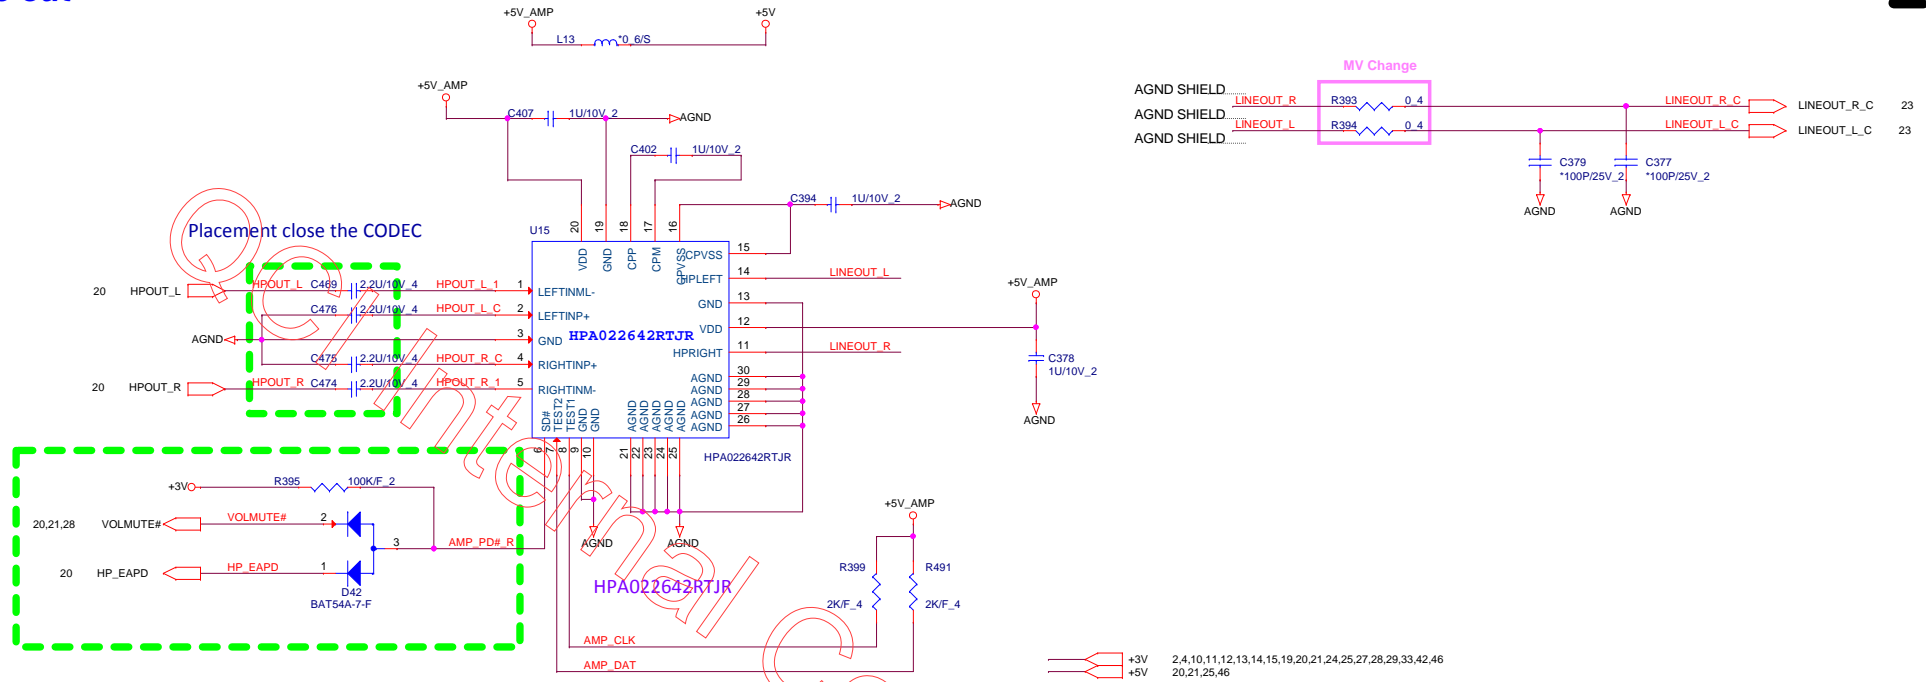 +5V_AMP
+5V
L13
*0_6/S
+5V_AMP
C407
1U/10V_2
AGND
C402
1U/10V_2
C394
1U/10V_2
AGND
MV Change
AGND SHIELD
LINEOUT_R
R393
0_4
LINEOUT_R_C
LINEOUT_R_C
23
AGND SHIELD
LINEOUT_L
R394
0_4
LINEOUT_L_C
LINEOUT_L_C
23
AGND SHIELD
C379
*100P/25V_2
C377
*100P/25V_2
AGND
AGND
Placement close the CODEC
U15
20
19
18
17
16
VDD
GND
CPP
CPM
CPVSS
CPVSS
15
HPLEFT
14
LINEOUT_L
GND
13
VDD
12
HPRIGHT
11
LINEOUT_R
AGND
30
AGND
29
AGND
28
AGND
27
AGND
26
+5V_AMP
C378
1U/10V_2
AGND
20
HPOUT_L
HPOUT_L
C469
2.2U/10V_4
HPOUT_L_1
1
LEFTINML-
C476
2.2U/10V_4
HPOUT_L_C
2
LEFTINP+
AGND
3
GND
HPA022642RTJR
C475
2.2U/10V_4
HPOUT_R_C
4
RIGHTINP+
20
HPOUT_R
HPOUT_R
C474
2.2U/10V_4
HPOUT_R_1
5
RIGHTINM-
SD#
TEST2
TEST1
GND
GND
AGND
AGND
AGND
AGND
AGND
6
7
8
9
10
21
22
23
24
25
HPA022642RTJR
AGND
AGND
HPA022642RTJR
+3V
R395
100K/F_2
20,21,28
VOLMUTE#
VOLMUTE#
2
3
AMP_PD#_R
20
HP_EAPD
HP_EAPD
1
D42
BAT54A-7-F
+5V_AMP
R399
2K/F_4
R491
2K/F_4
AMP_CLK
AMP_DAT
+3V
2,4,10,11,12,13,14,15,19,20,21,24,25,27,28,29,33,42,46
+5V
20,21,25,46
QCI Internal